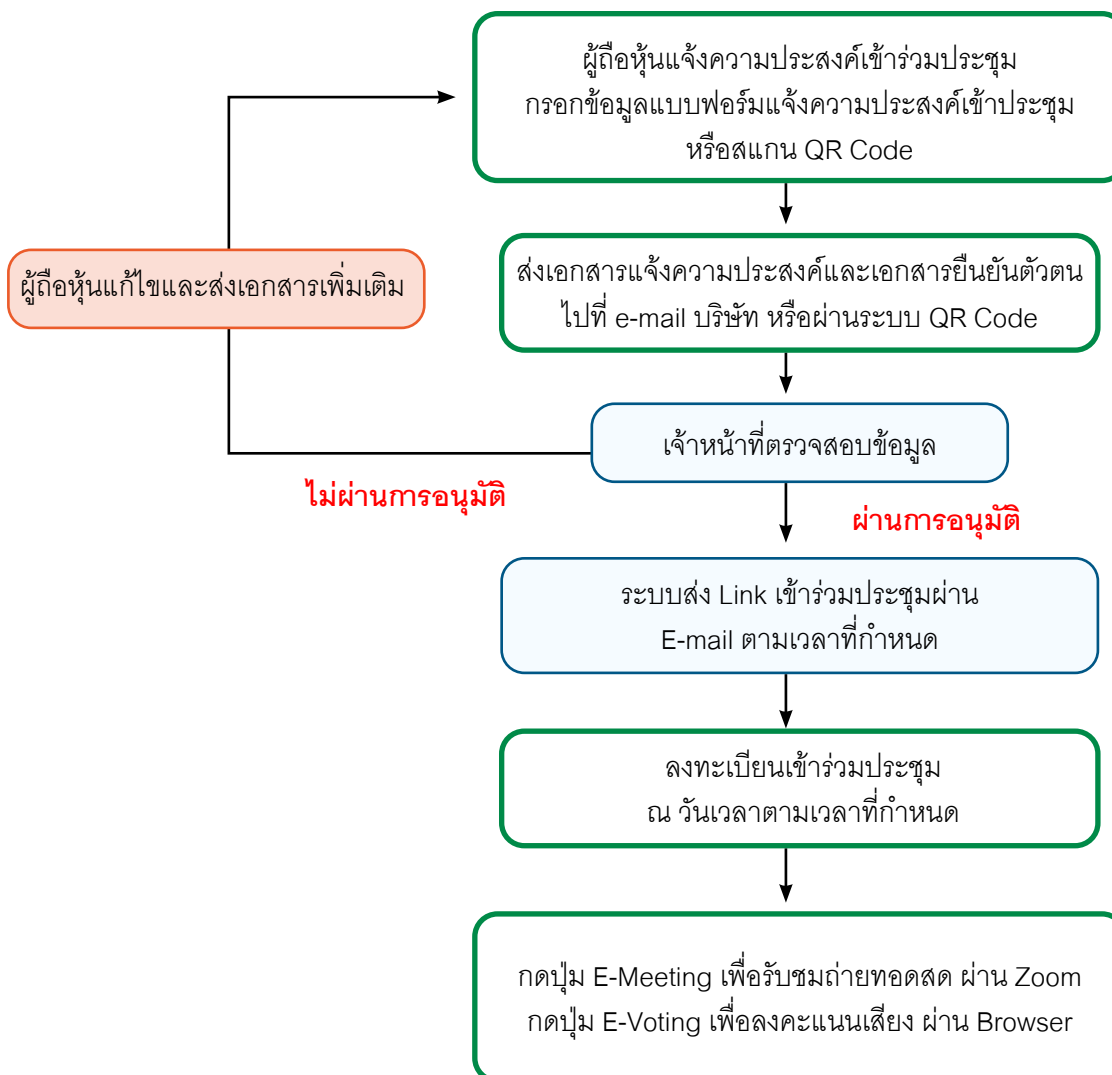 ผู้ถือหุ้นแจ้งความประสงค์เข้าร่วมประชุม
กรอกข้อมูลแบบฟอร์มแจ้งความประสงค์เข้าประชุม
หรือสแกน QR Code
ผู้ถือหุ้นแก้ไขและส่งเอกสารเพิ่มเติม
ส่งเอกสารแจ้งความประสงค์และเอกสารยืนยันตัวตน
ไปที่ e-mail บริษัท หรือผ่านระบบ QR Code
เจ้าหน้าที่ตรวจสอบข้อมูล
ไม่ผ่านการอนุมัติ
ผ่านการอนุมัติ
ระบบส่ง Link เข้าร่วมประชุมผ่าน
E-mail ตามเวลาที่กำหนด
ลงทะเบียนเข้าร่วมประชุม
ณ วันเวลาตามเวลาที่กำหนด
กดปุ่ม E-Meeting เพื่อรับชมถ่ายทอดสด ผ่าน Zoom
กดปุ่ม E-Voting เพื่อลงคะแนนเสียง ผ่าน Browser